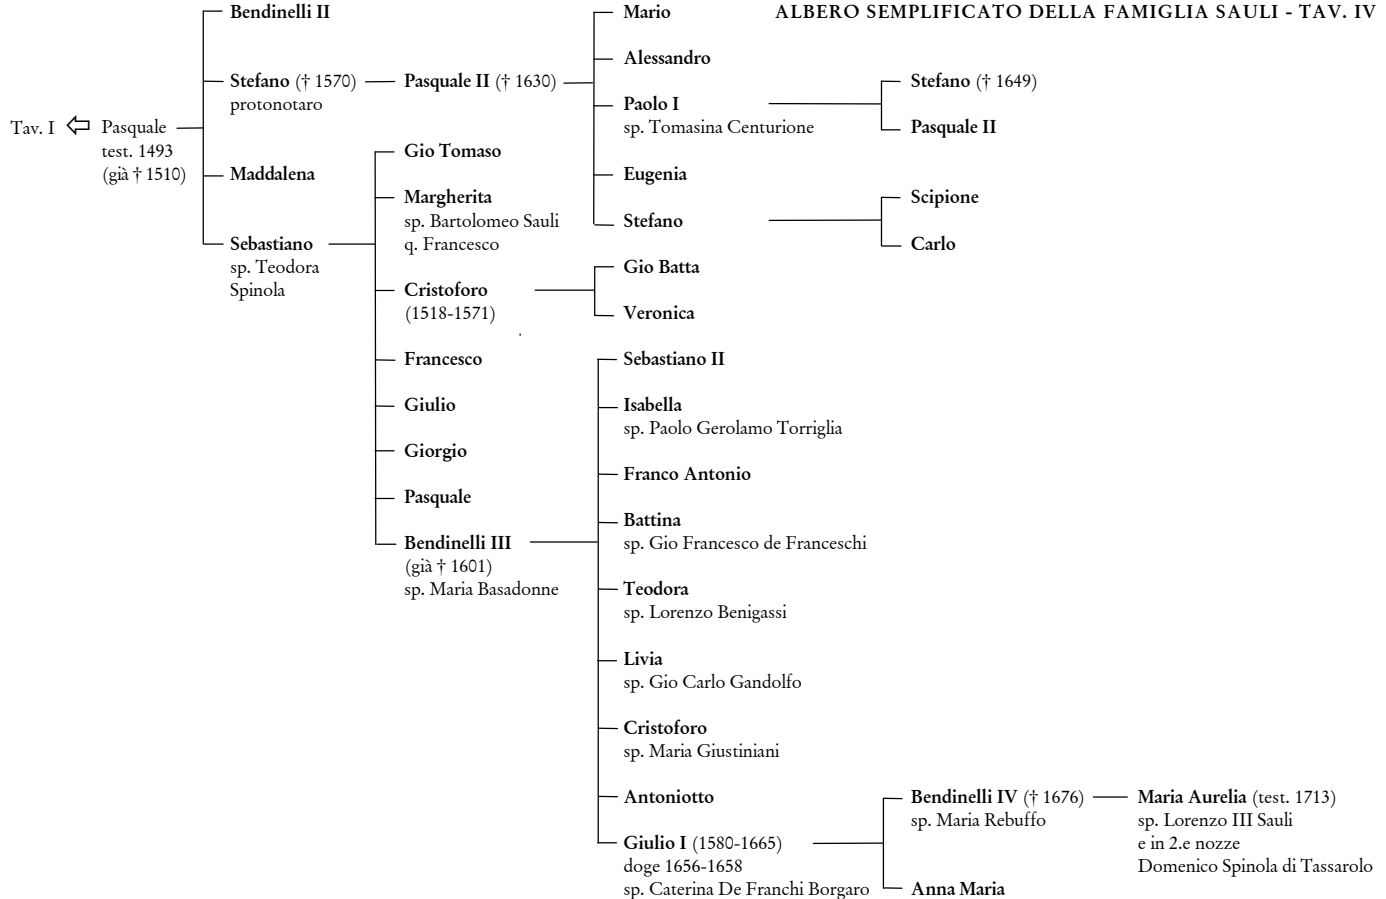 ALBERO SEMPLIFICATO DELLA FAMIGLIA SAULI - TAV. IV
Tav. I
Pasquale
test. 1493
(già † 1510)
Bendinelli II
Stefano († 1570)
protonotaro
Maddalena
Sebastiano
sp. Teodora
Spinola
Pasquale II († 1630)
Gio Tomaso
Margherita
sp. Bartolomeo Sauli
q. Francesco
Cristoforo
(1518-1571)
Francesco
Giulio
Giorgio
Pasquale
Bendinelli III
(già † 1601)
sp. Maria Basadonne
Mario
Alessandro
Paolo I
sp. Tomasina Centurione
Eugenia
Stefano
Gio Batta
Veronica
Sebastiano II
Isabella
sp. Paolo Gerolamo Torriglia
Franco Antonio
Battina
sp. Gio Francesco de Franceschi
Teodora
sp. Lorenzo Benigassi
Livia
sp. Gio Carlo Gandolfo
Cristoforo
sp. Maria Giustiniani
Antoniotto
Giulio I (1580-1665)
doge 1656-1658
sp. Caterina De Franchi Borgaro
Stefano († 1649)
Pasquale II
Scipione
Carlo
Bendinelli IV († 1676)
sp. Maria Rebuffo
Anna Maria
Maria Aurelia (test. 1713)
sp. Lorenzo III Sauli
e in 2.e nozze
Domenico Spinola di Tassarolo